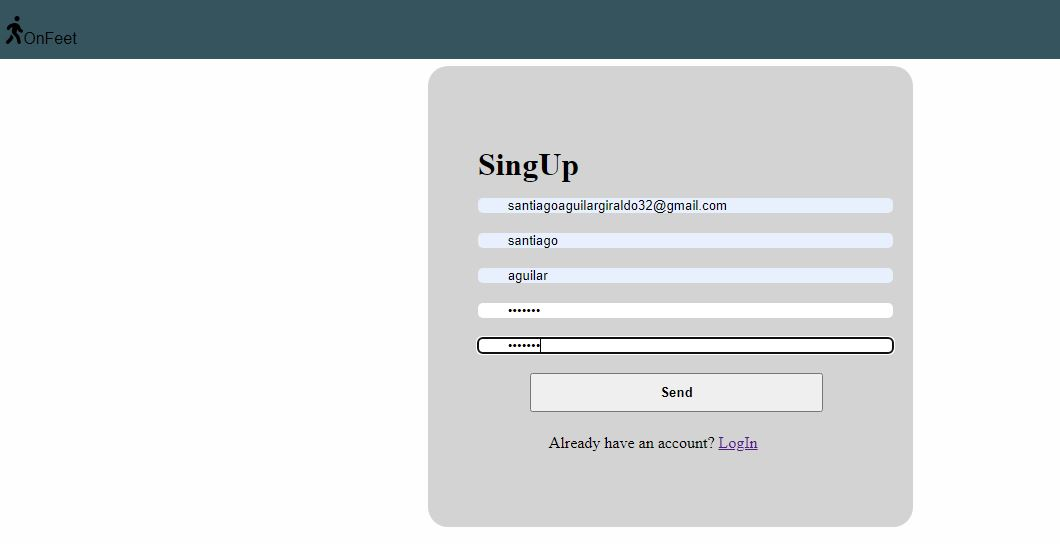 OnFeet
SingUp
santiagoaguilargiraldo32@gmail.com
santiago
aguilar
•••••••
•••••••
Send
Already have an account? LogIn